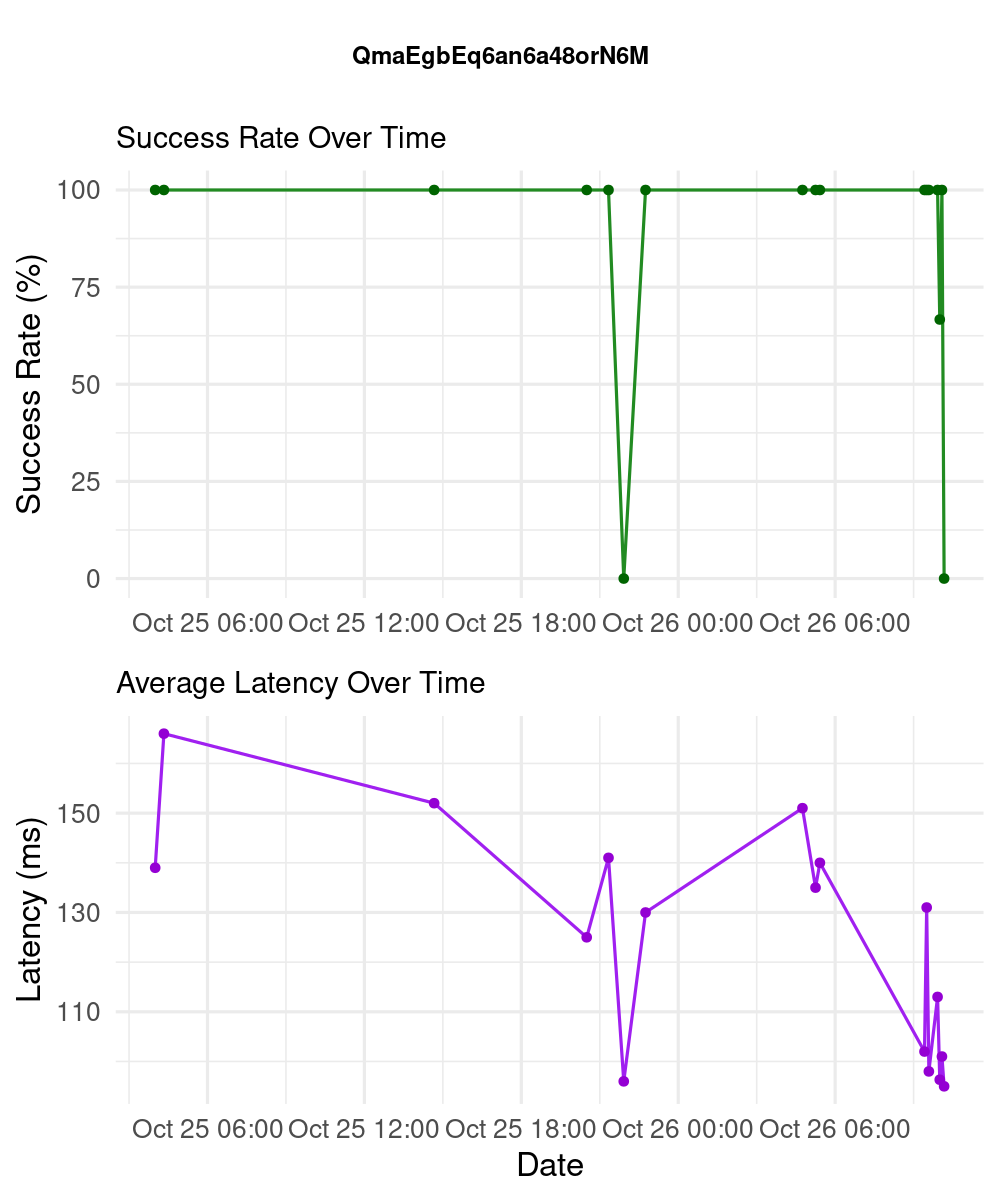 QmaEgbEq6an6a48orN6M
Success Rate Over Time
Success Rate (%)
100
75
50
25
0
Oct 25 06:00 Oct 25 12:00 Oct 25 18:00 Oct 26 00:00 Oct 26 06:00
Average Latency Over Time
Latency (ms)
150
130
110
Oct 25 06:00 Oct 25 12:00 Oct 25 18:00 Oct 26 00:00 Oct 26 06:00
Date